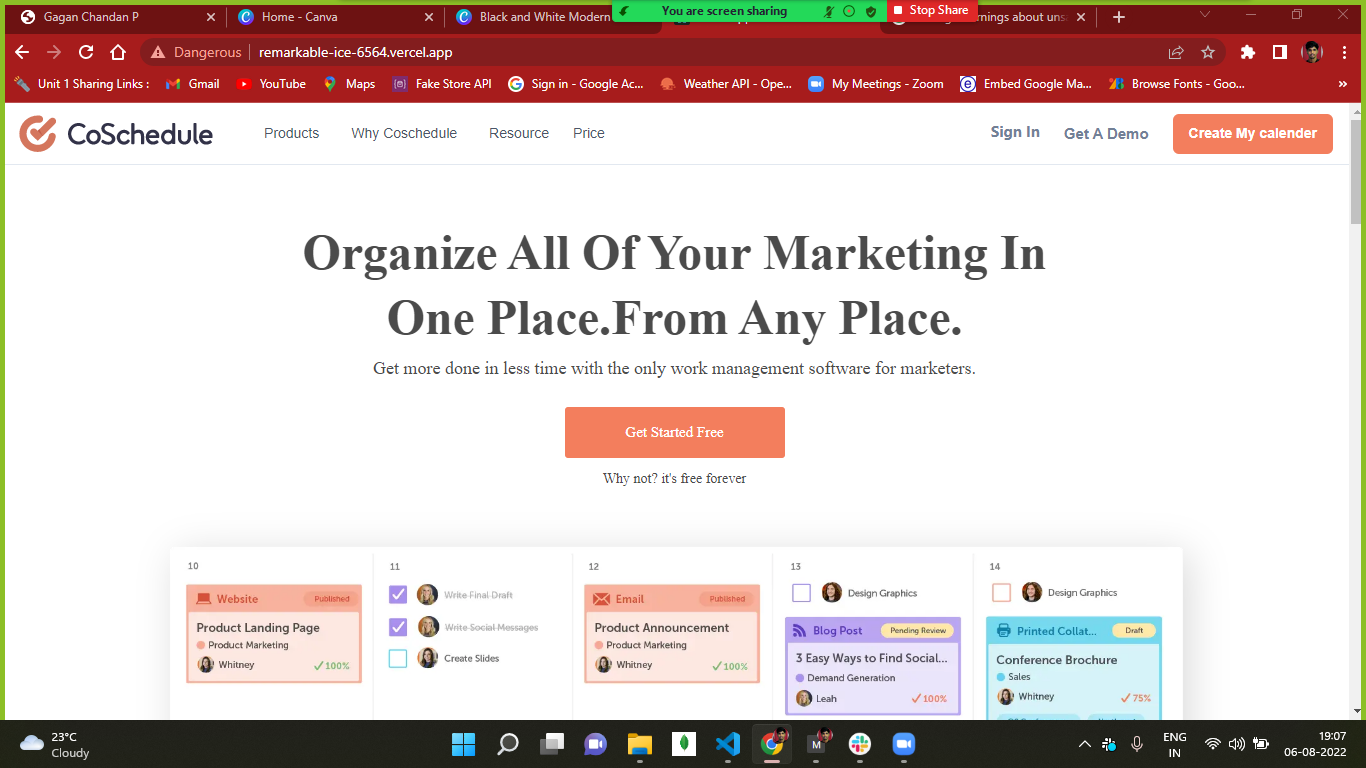 Gagan Chandan P
Home - Canva
Black and White Modern
You are screen sharing
Stop Share
Dangerous
remarkable-ice-6564.vercel.app
Unit 1 Sharing Links :
Gmail
YouTube
Maps
Fake Store API
Sign in - Google Ac...
Weather API - Ope...
My Meetings - Zoom
Embed Google Ma...
Browse Fonts - Goo...
»
CoSchedule
Products
Why Coschedule
Resource
Price
Sign In
Get A Demo
Create My calender
Organize All Of Your Marketing In
One Place.From Any Place.
Get more done in less time with the only work management software for marketers.
Get Started Free
Why not? it's free forever
10
Website
Published
Product Landing Page
Product Marketing
Whitney
100%
11
Write Final Draft
Write Social Messages
Create Slides
12
Email
Published
Product Announcement
Product Marketing
Whitney
100%
13
Design Graphics
Blog Post
Pending Review
3 Easy Ways to Find Social...
Demand Generation
Leah
100%
14
Design Graphics
Printed Collat...
Draft
Conference Brochure
Sales
Whitney
75%
23°C
Cloudy
M
ENG
IN
19:07
06-08-2022